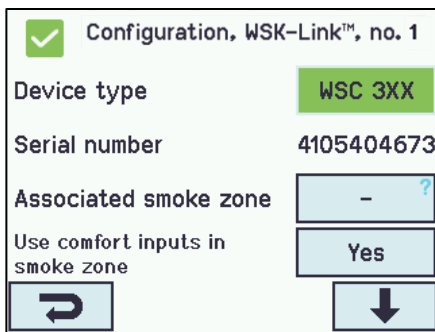 Configuration, WSK-Link™, no. 1
Device type WSC 3XX
Serial number 4105404673
Associated smoke zone - ?
Use comfort inputs in
smoke zone
Yes